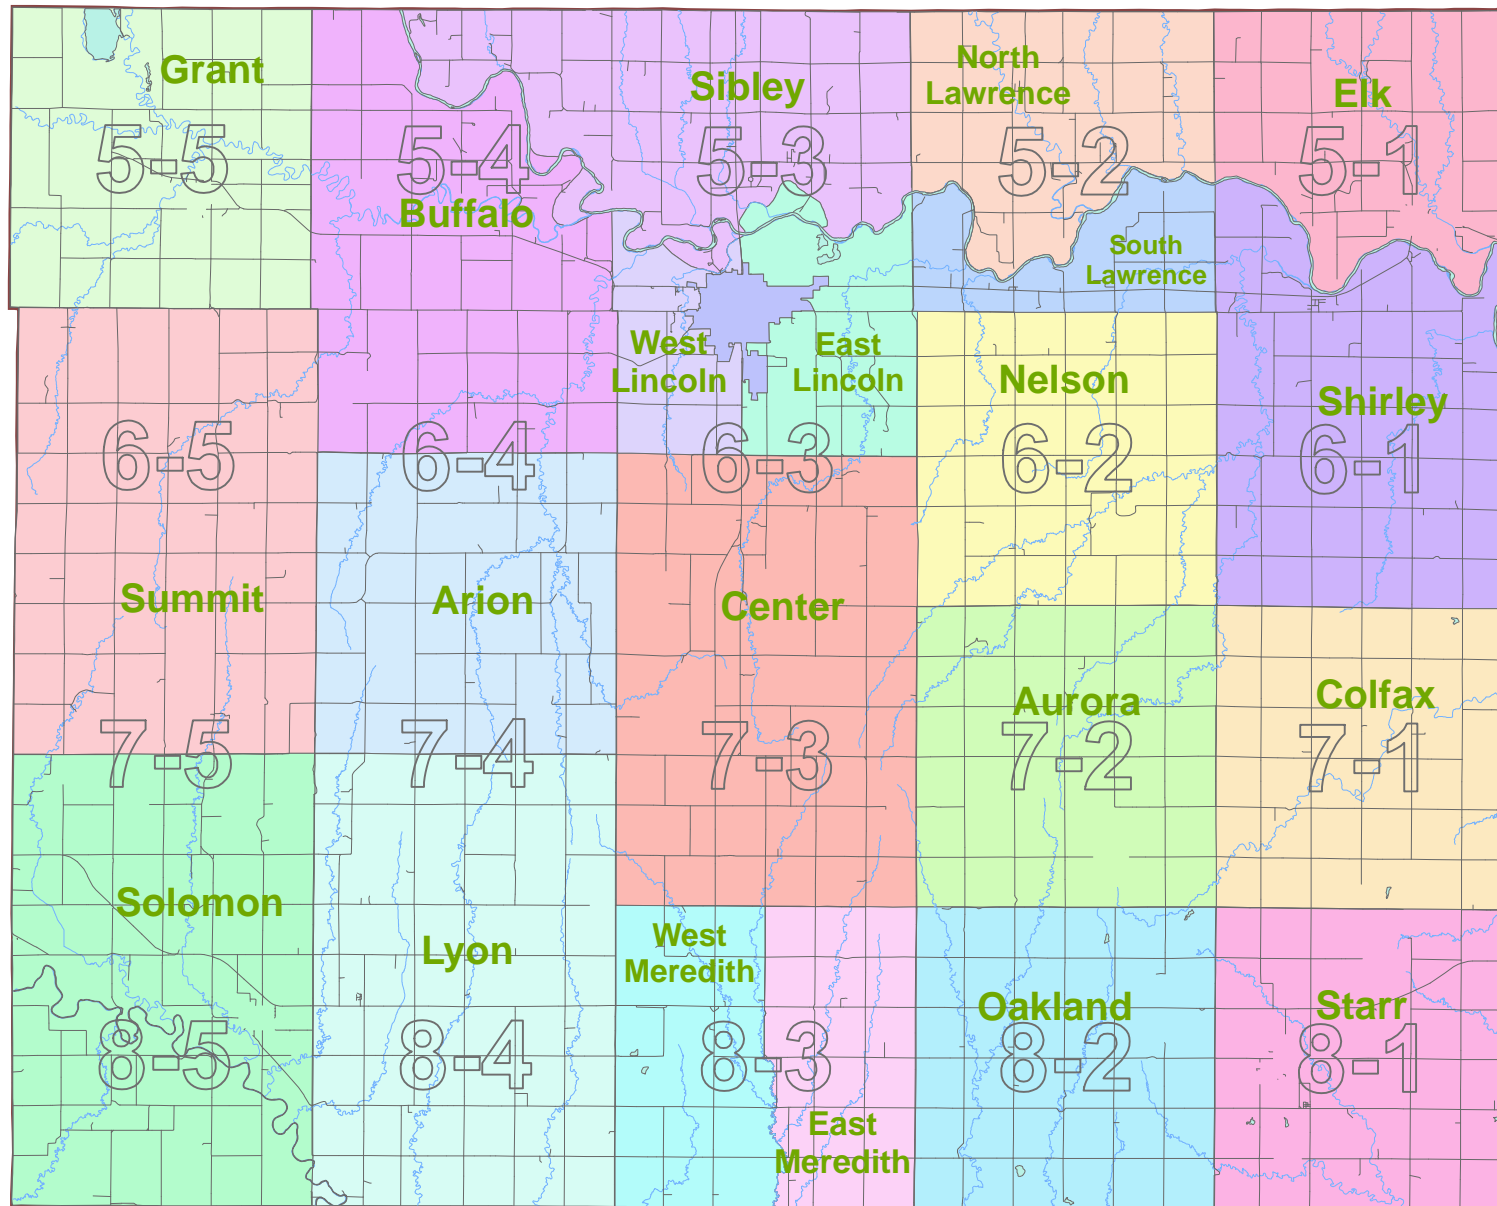 Grant
Sibley
North
Lawrence
Elk
5-5
5-4
5-3
5-2
5-1
Buffalo
South
Lawrence
West
Lincoln
East
Lincoln
Nelson
Shirley
6-5
6-4
6-3
6-2
6-1
Summit
Arion
Center
Aurora
Colfax
7-5
7-4
7-3
7-2
7-1
Solomon
Lyon
West
Meredith
Oakland
Starr
8-5
8-4
8-3
8-2
8-1
East
Meredith